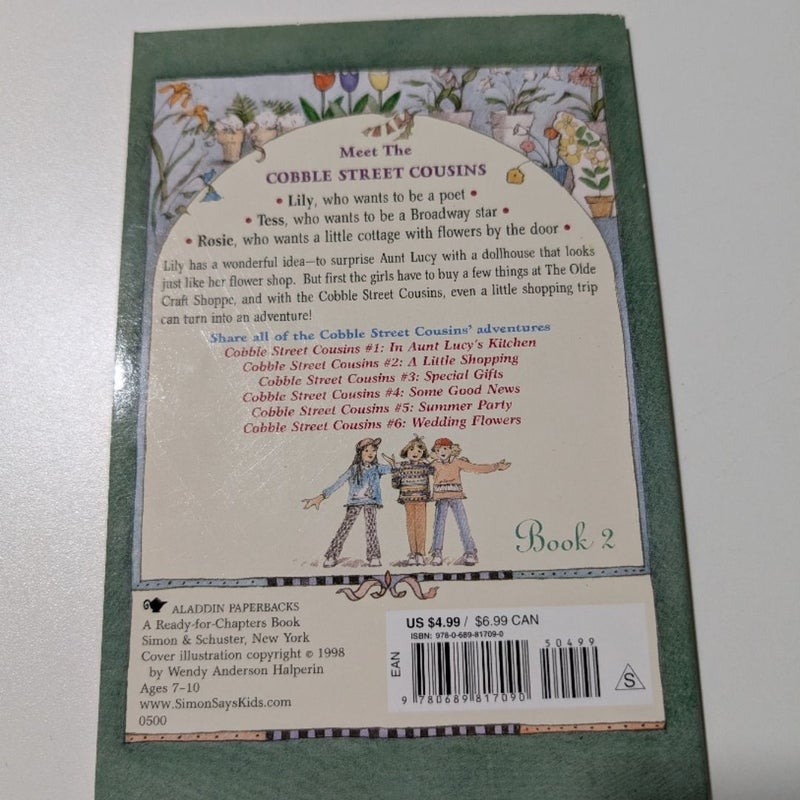 Meet The
COBBLE STREET COUSINS
• Lily, who wants to be a poet •
• Tess, who wants to be a Broadway star •
• Rosie, who wants a little cottage with flowers by the door •
Lily has a wonderful idea—to surprise Aunt Lucy with a dollhouse that looks
just like her flower shop. But first the girls have to buy a few things at The Olde
Craft Shoppe, and with the Cobble Street Cousins, even a little shopping trip
can turn into an adventure!
Share all of the Cobble Street Cousins' adventures
Cobble Street Cousins #1: In Aunt Lucy's Kitchen
Cobble Street Cousins #2: A Little Shopping
Cobble Street Cousins #3: Special Gifts
Cobble Street Cousins #4: Some Good News
Cobble Street Cousins #5: Summer Party
Cobble Street Cousins #6: Wedding Flowers
Book 2
ALADDIN PAPERBACKS
A Ready-for-Chapters Book
Simon & Schuster, New York
Cover illustration copyright © 1998
by Wendy Anderson Halperin
Ages 7-10
www.SimonSaysKids.com
0500
US $4.99 / $6.99 CAN
ISBN: 978-0-689-81709-0
50499
EAN
9 780689 817090
S